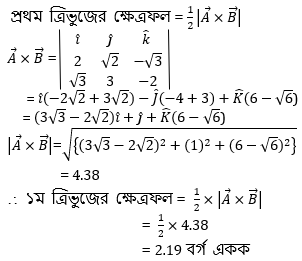 প্রথম ত্রিভুজের ক্ষেত্রফল = ½|A⃗ × B⃗|
A⃗ × B⃗ = | î ĵ k̂ |
| 2 √2 −√3 |
| √3 3 −2 |
= î(−2√2 + 3√2) − Ĵ(−4 + 3) + K̂(6 − √6)
= (3√3 − 2√2)î + ĵ + K̂(6 − √6)
|A⃗ × B⃗| = √{(3√3 − 2√2)² + (1)² + (6 − √6)²}
= 4.38
∴ ১ম ত্রিভুজের ক্ষেত্রফল = ½ × |A⃗ × B⃗|
= ½ × 4.38
= 2.19 বর্গ একক